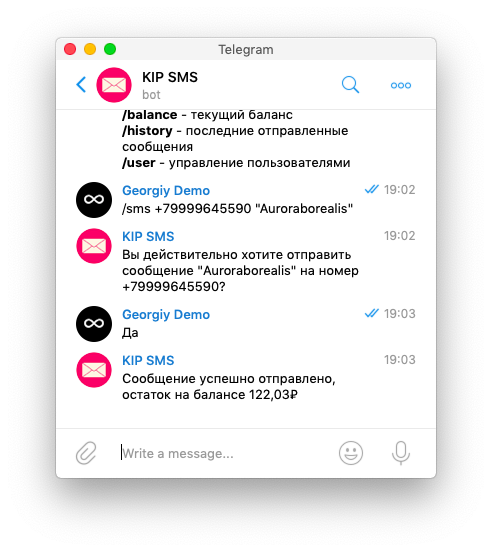 Telegram
KIP SMS
bot
/balance - текущий баланс
/history - последние отправленные
сообщения
/user - управление пользователями
Georgiy Demo 19:02
/sms +79999645590 "Auroraborealis"
KIP SMS 19:02
Вы действительно хотите отправить
сообщение "Auroraborealis" на номер
+79999645590?
Georgiy Demo 19:03
Да
KIP SMS 19:03
Сообщение успешно отправлено,
остаток на балансе 122,03₽
Write a message...